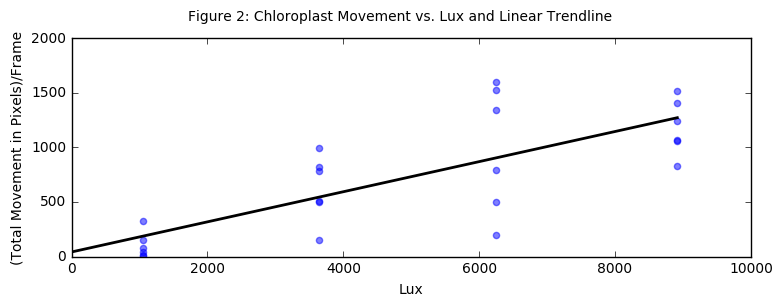 Figure 2: Chloroplast Movement vs. Lux and Linear Trendline
(Total Movement in Pixels)/Frame
2000
1500
1000
500
0
0 2000 4000 6000 8000 10000
Lux